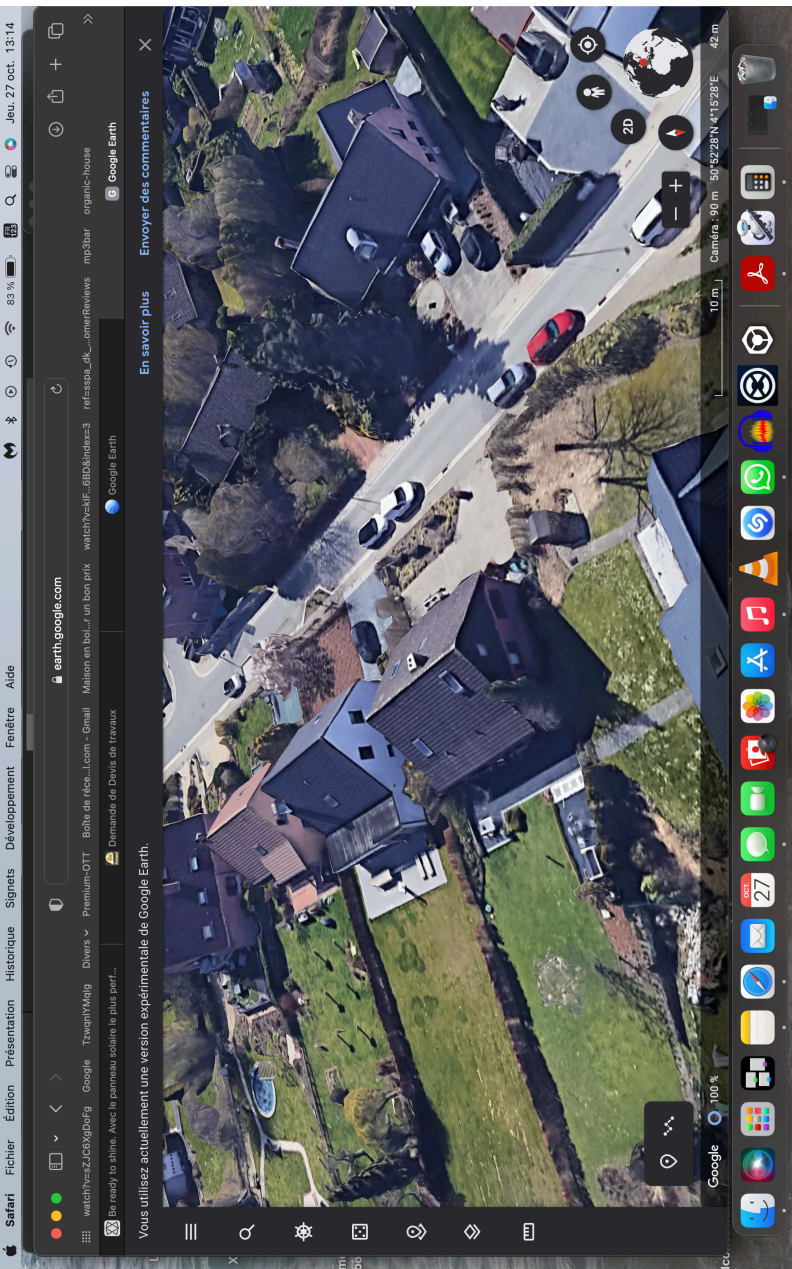 Safari Fichier Édition Présentation Historique Signets Développement Fenêtre Aide 83 % FR 123 Jeu. 27 oct. 13:14
earth.google.com
watch?v=sZJC6XgDoFg Google TzwqnlYMqlg Divers Premium-OTT Boîte de réce...l.com - Gmail Maison en boi...r un bon prix watch?v=klF...6BD&index=3 ref=sspa_dk_...omerReviews mp3bar organic-house
Be ready to shine. Avec le panneau solaire le plus perf... Demande de Devis de travaux Google Earth G Google Earth
Vous utilisez actuellement une version expérimentale de Google Earth. En savoir plus Envoyer des commentaires
2D
Google 100 % 10 m Caméra : 90 m 50°52'28"N 4°15'28"E 42 m
OCT.
27